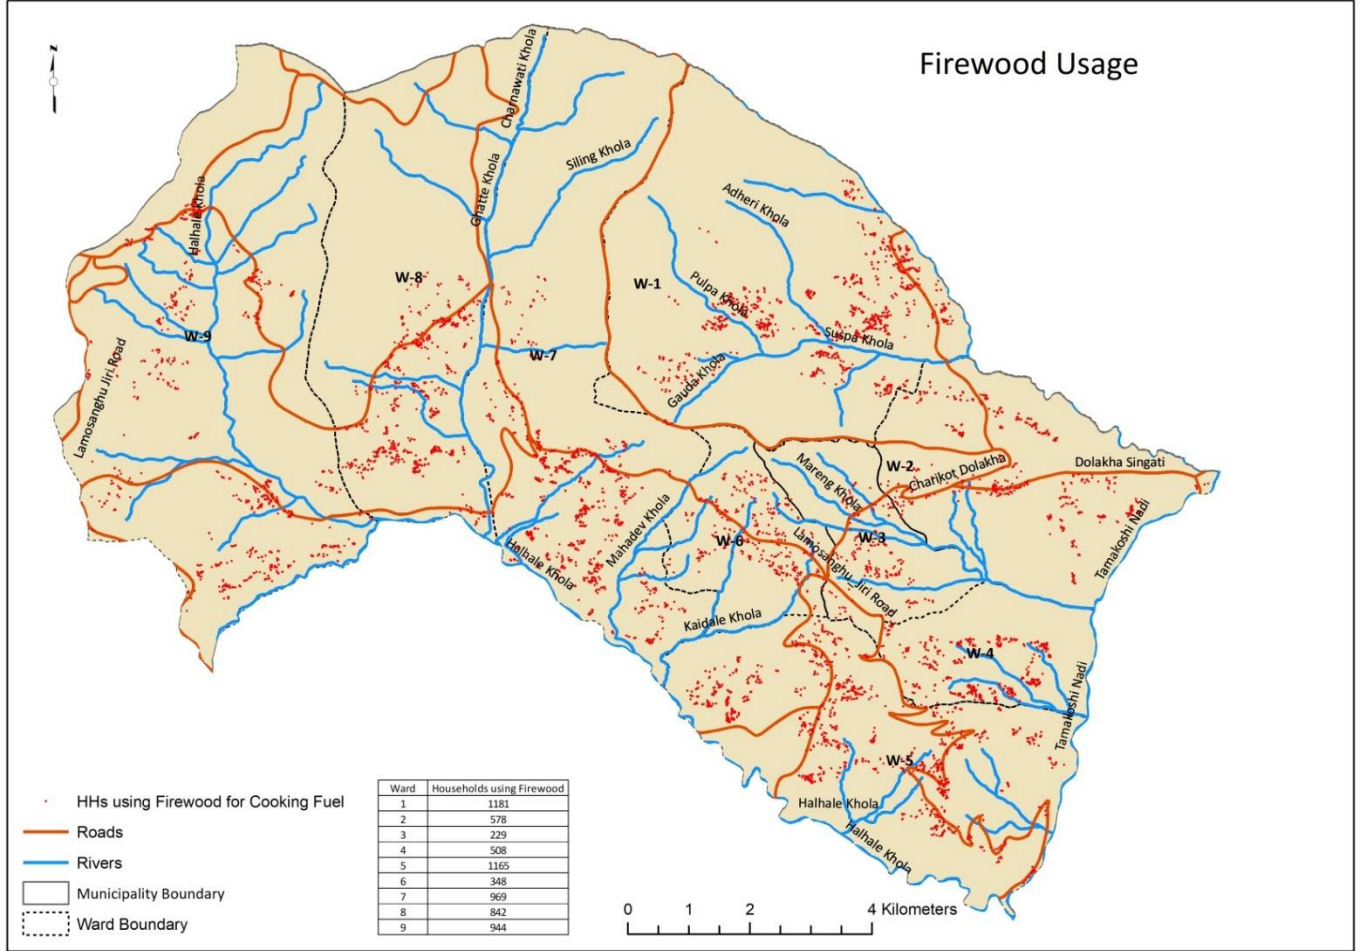 Firewood Usage
N
Charnawati Khola
Siling Khola
Ghatte Khola
Halhale Khola
Adheri Khola
W-8
W-1
Pulpa Khola
W-9
Suspa Khola
W-7
Lamosanghu Jiri Road
Gauda Khola
W-2
Charikot Dolakha
Dolakha Singati
Mareng Khola
Mahadev Khola
Tamakoshi Nadi
W-6
W-3
Halhale Khola
Lamosanghu_Jiri Road
Kaidale Khola
W-4
Tamakoshi Nadi
W-5
Halhale Khola
Halhale Khola
HHs using Firewood for Cooking Fuel
Roads
Rivers
Municipality Boundary
Ward Boundary
Ward Households using Firewood
1 1181
2 578
3 229
4 508
5 1165
6 348
7 969
8 842
9 944
0 1 2 4 Kilometers